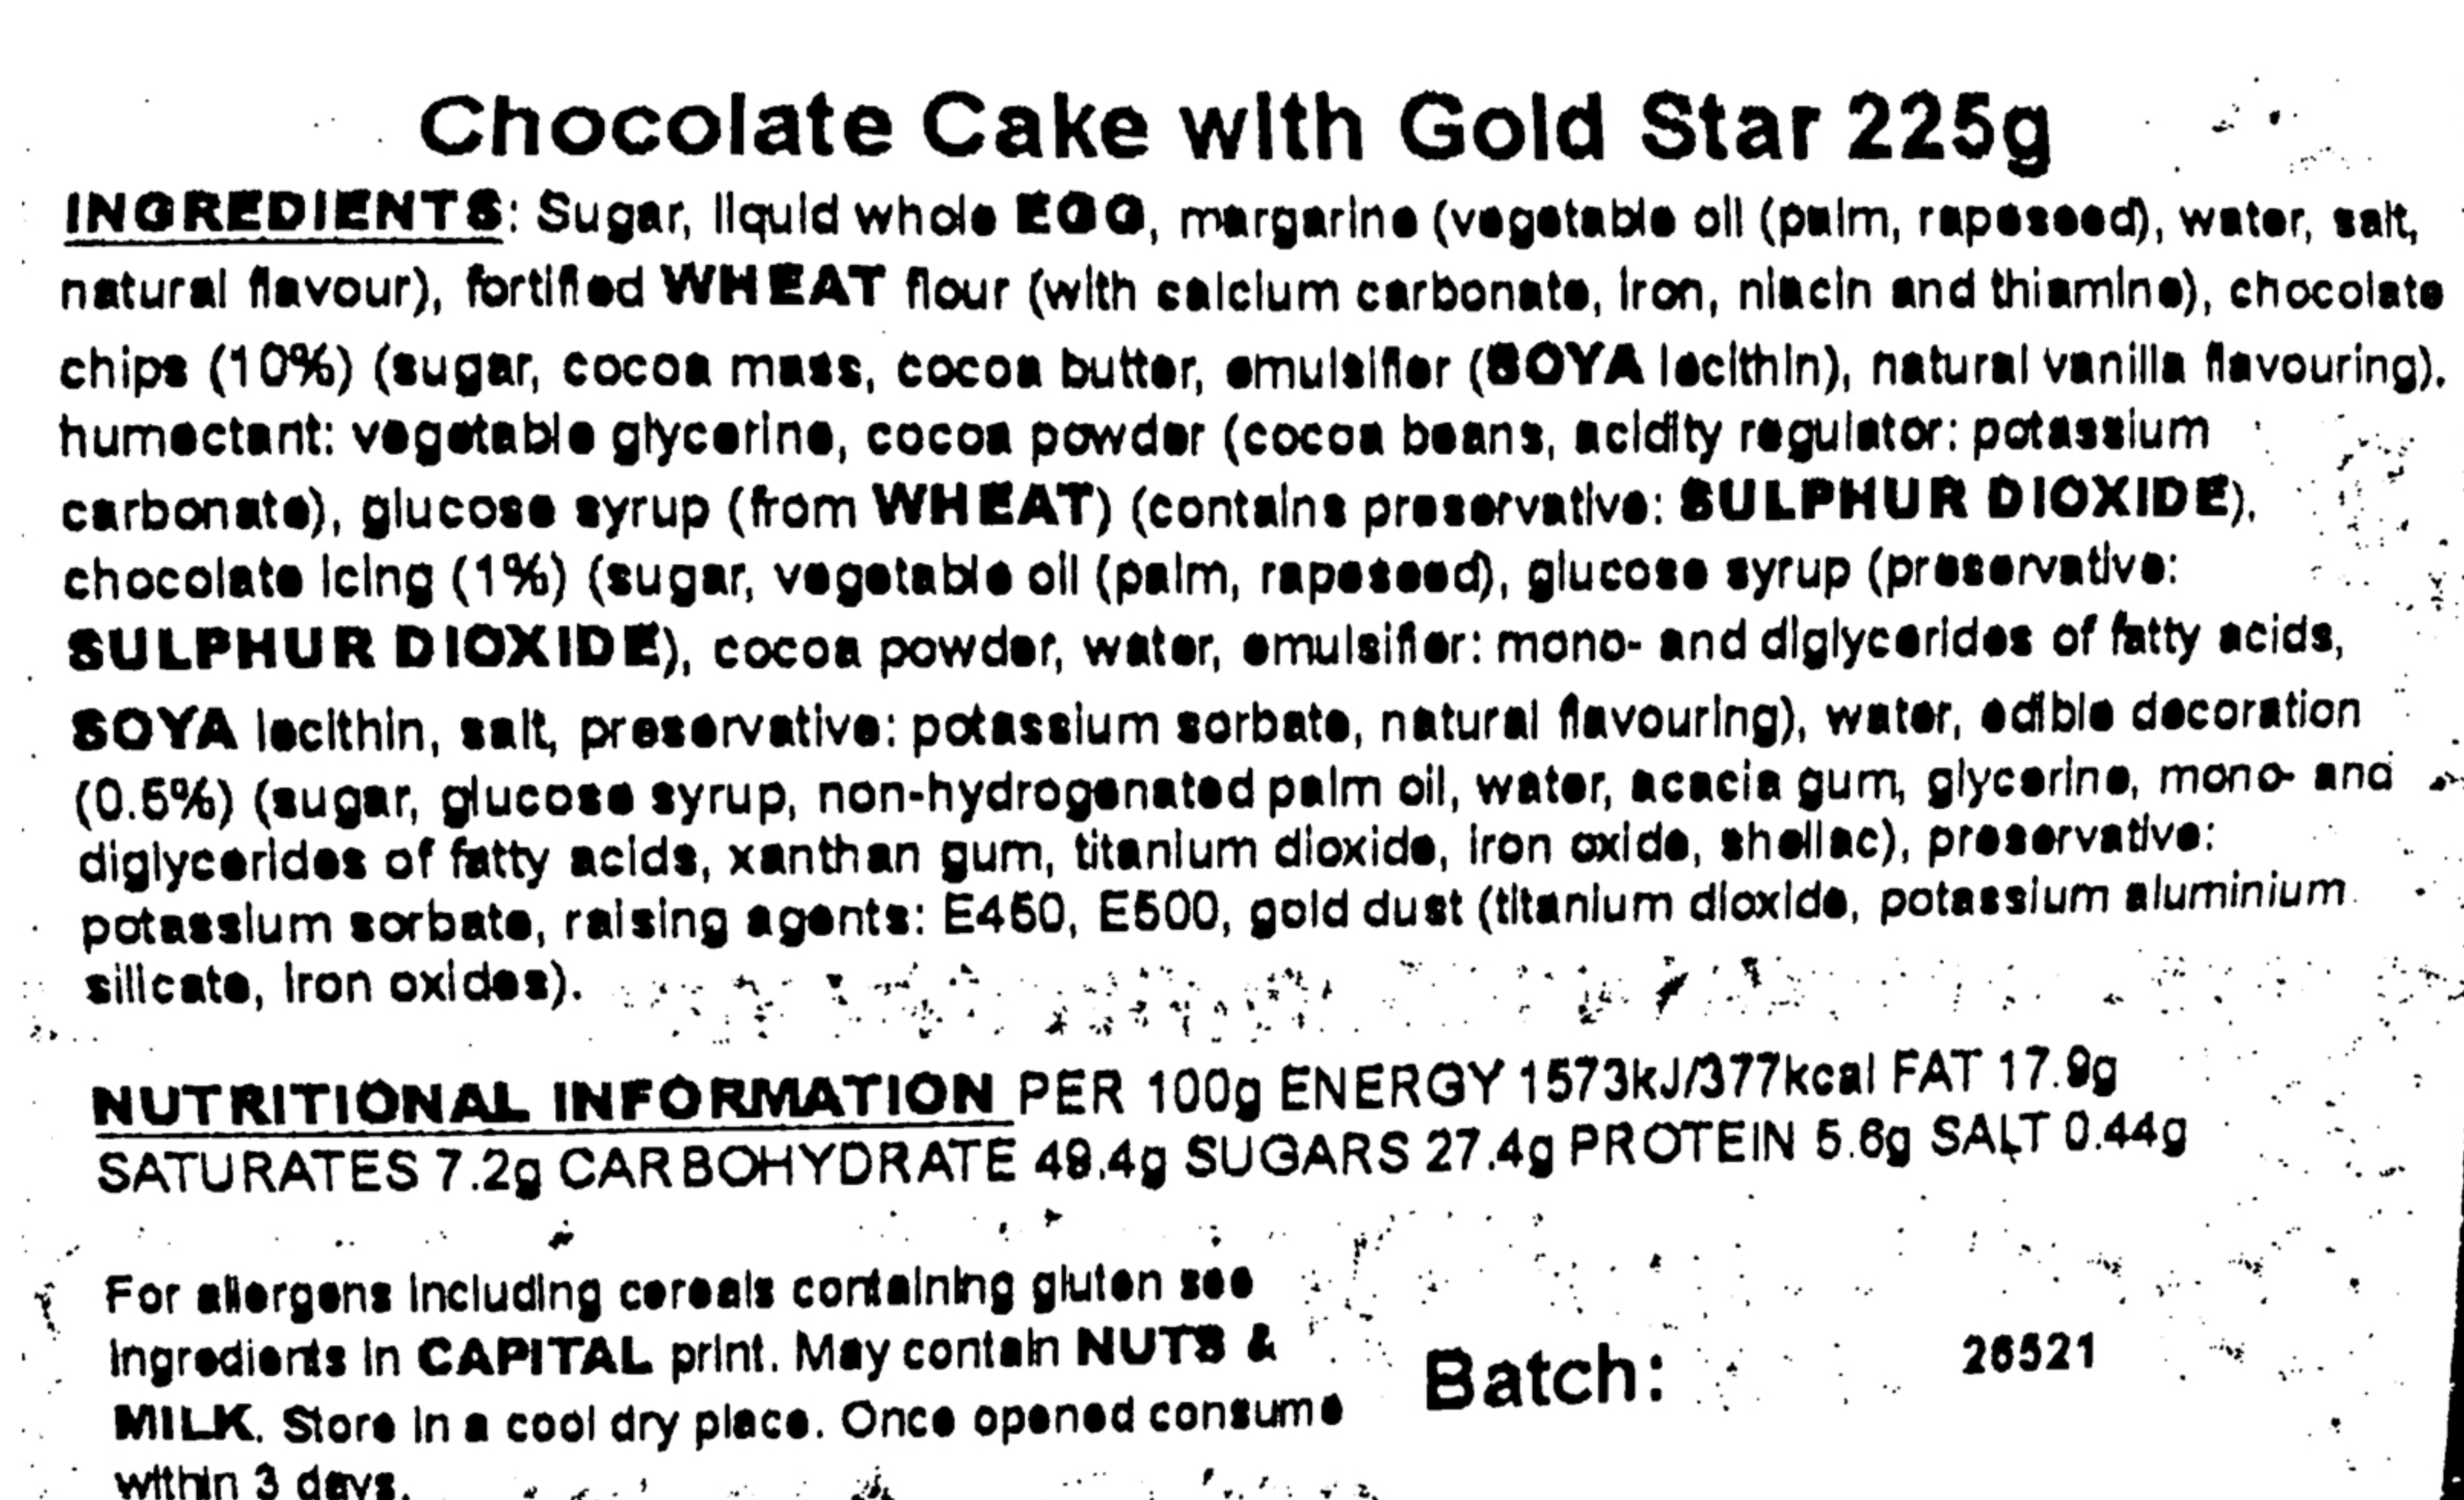 Chocolate Cake with Gold Star 225g
INGREDIENTS: Sugar, liquid whole EGG, margarine (vegetable oil (palm, rapeseed), water, salt,
natural flavour), fortified WHEAT flour (with calcium carbonate, iron, niacin and thiamine), chocolate
chips (10%) (sugar, cocoa mass, cocoa butter, emulsifier (SOYA lecithin), natural vanilla flavouring),
humectant: vegetable glycerine, cocoa powder (cocoa beans, acidity regulator: potassium
carbonate), glucose syrup (from WHEAT) (contains preservative: SULPHUR DIOXIDE),
chocolate icing (1%) (sugar, vegetable oil (palm, rapeseed), glucose syrup (preservative:
SULPHUR DIOXIDE), cocoa powder, water, emulsifier: mono- and diglycerides of fatty acids,
SOYA lecithin, salt, preservative: potassium sorbate, natural flavouring), water, edible decoration
(0.5%) (sugar, glucose syrup, non-hydrogenated palm oil, water, acacia gum, glycerine, mono- and
diglycerides of fatty acids, xanthan gum, titanium dioxide, iron oxide, shellac), preservative:
potassium sorbate, raising agents: E450, E500, gold dust (titanium dioxide, potassium aluminium
silicate, iron oxides).
NUTRITIONAL INFORMATION PER 100g ENERGY 1573kJ/377kcal FAT 17.9g
SATURATES 7.2g CARBOHYDRATE 49.4g SUGARS 27.4g PROTEIN 5.6g SALT 0.44g
For allergens including cereals containing gluten see
ingredients in CAPITAL print. May contain NUTS &
MILK. Store in a cool dry place. Once opened consume
within 3 days.
Batch: 26521